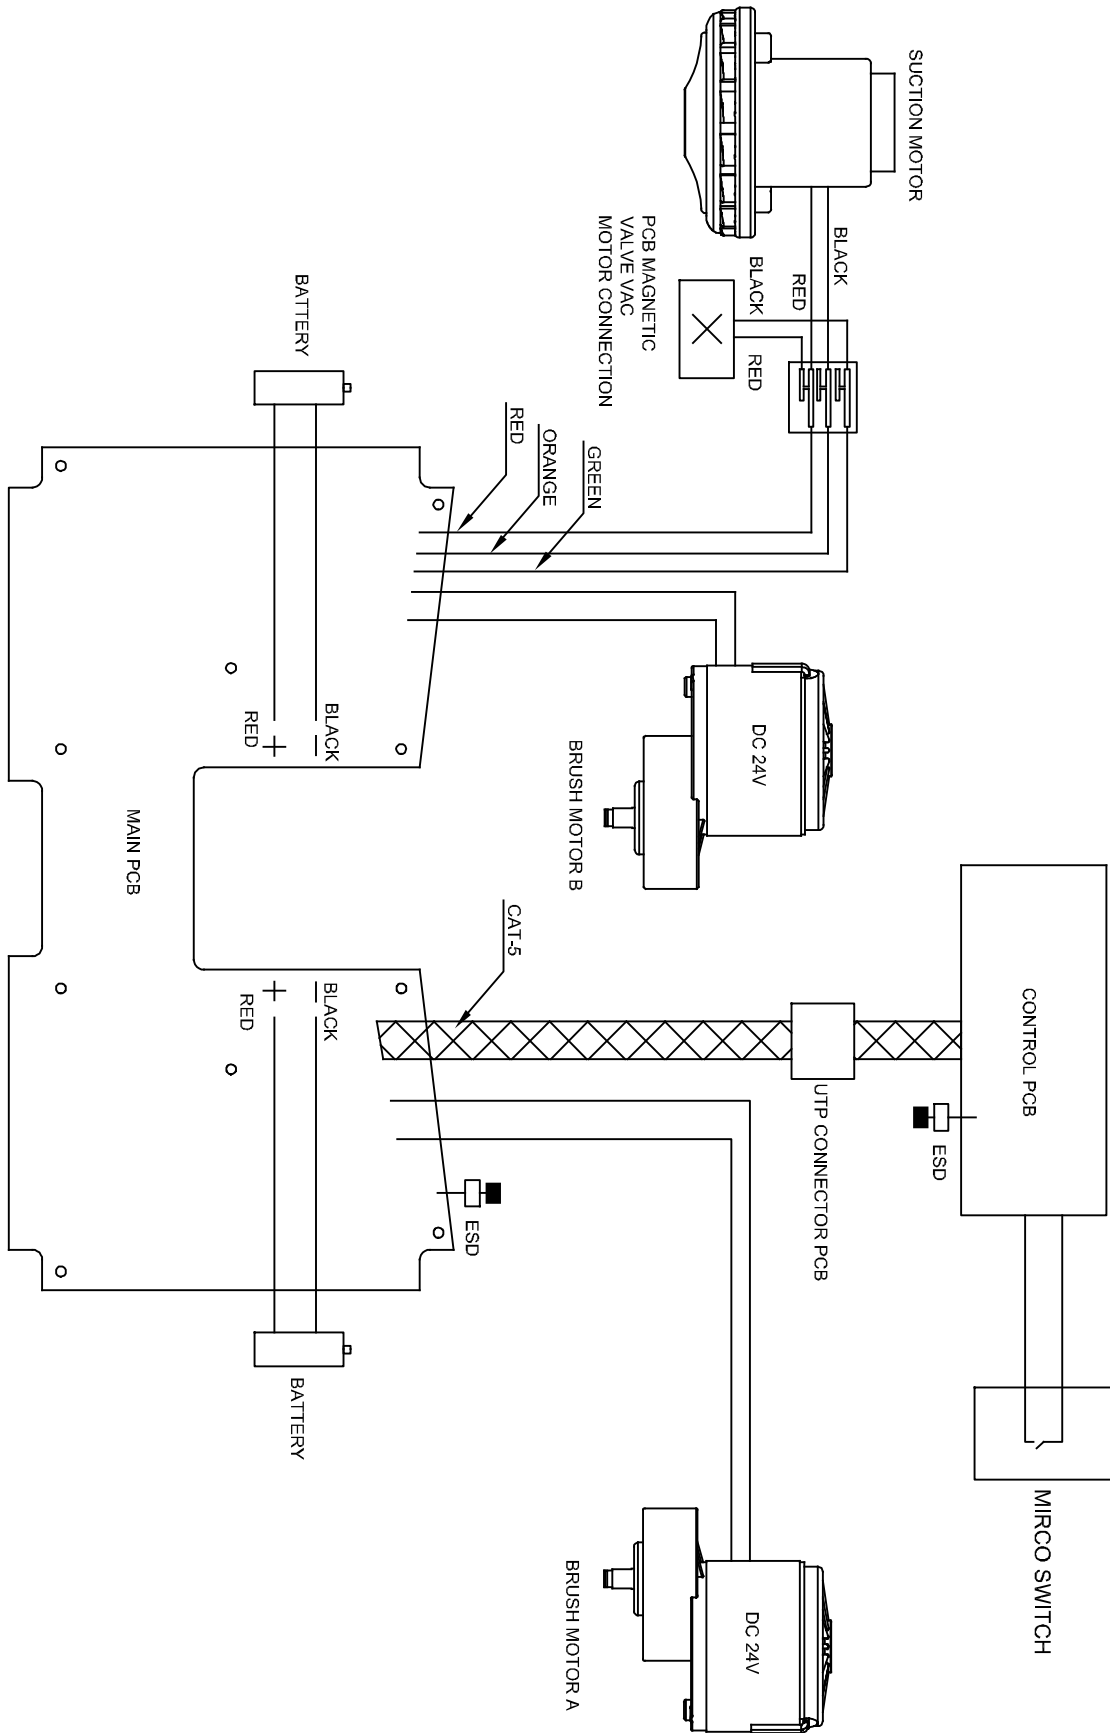 SUCTION MOTOR
CONTROL PCB
MIRCO SWITCH
ESD
BLACK
RED
UTP CONNECTOR PCB
BLACK
RED
DC 24V
DC 24V
PCB MAGNETIC
VALVE VAC
MOTOR CONNECTION
BRUSH MOTOR B
BRUSH MOTOR A
GREEN
ORANGE
RED
CAT-5
ESD
BATTERY
BLACK
RED
BLACK
RED
BATTERY
MAIN PCB